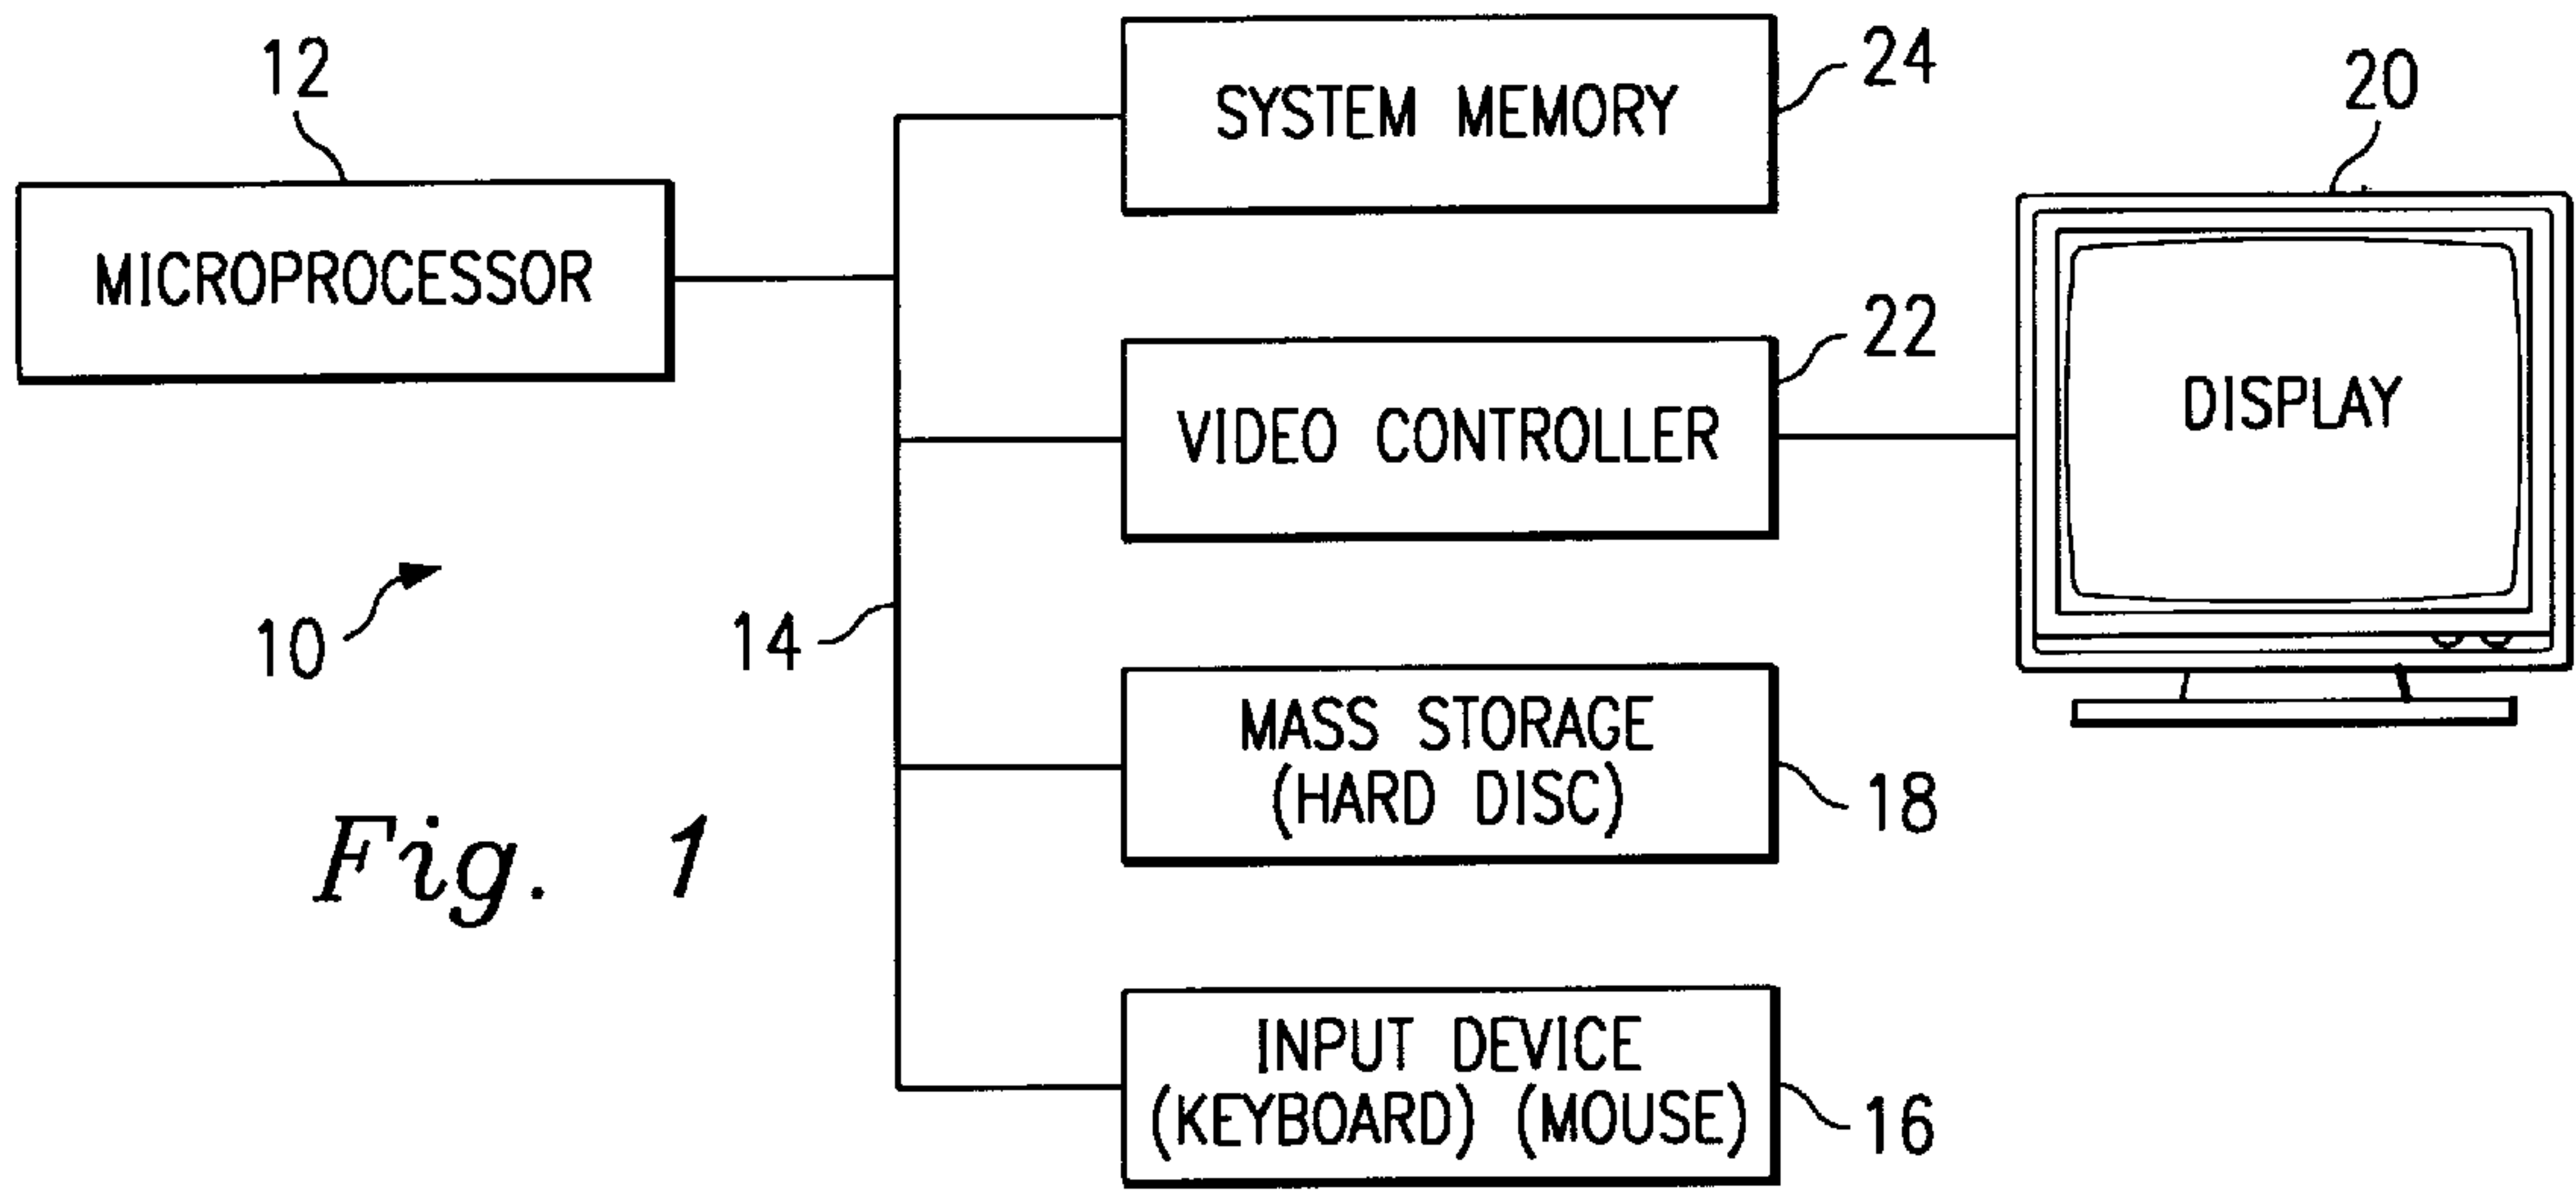 12
MICROPROCESSOR
10
14
Fig. 1
SYSTEM MEMORY
24
VIDEO CONTROLLER
22
20
DISPLAY
MASS STORAGE
(HARD DISC)
18
INPUT DEVICE
(KEYBOARD) (MOUSE)
16